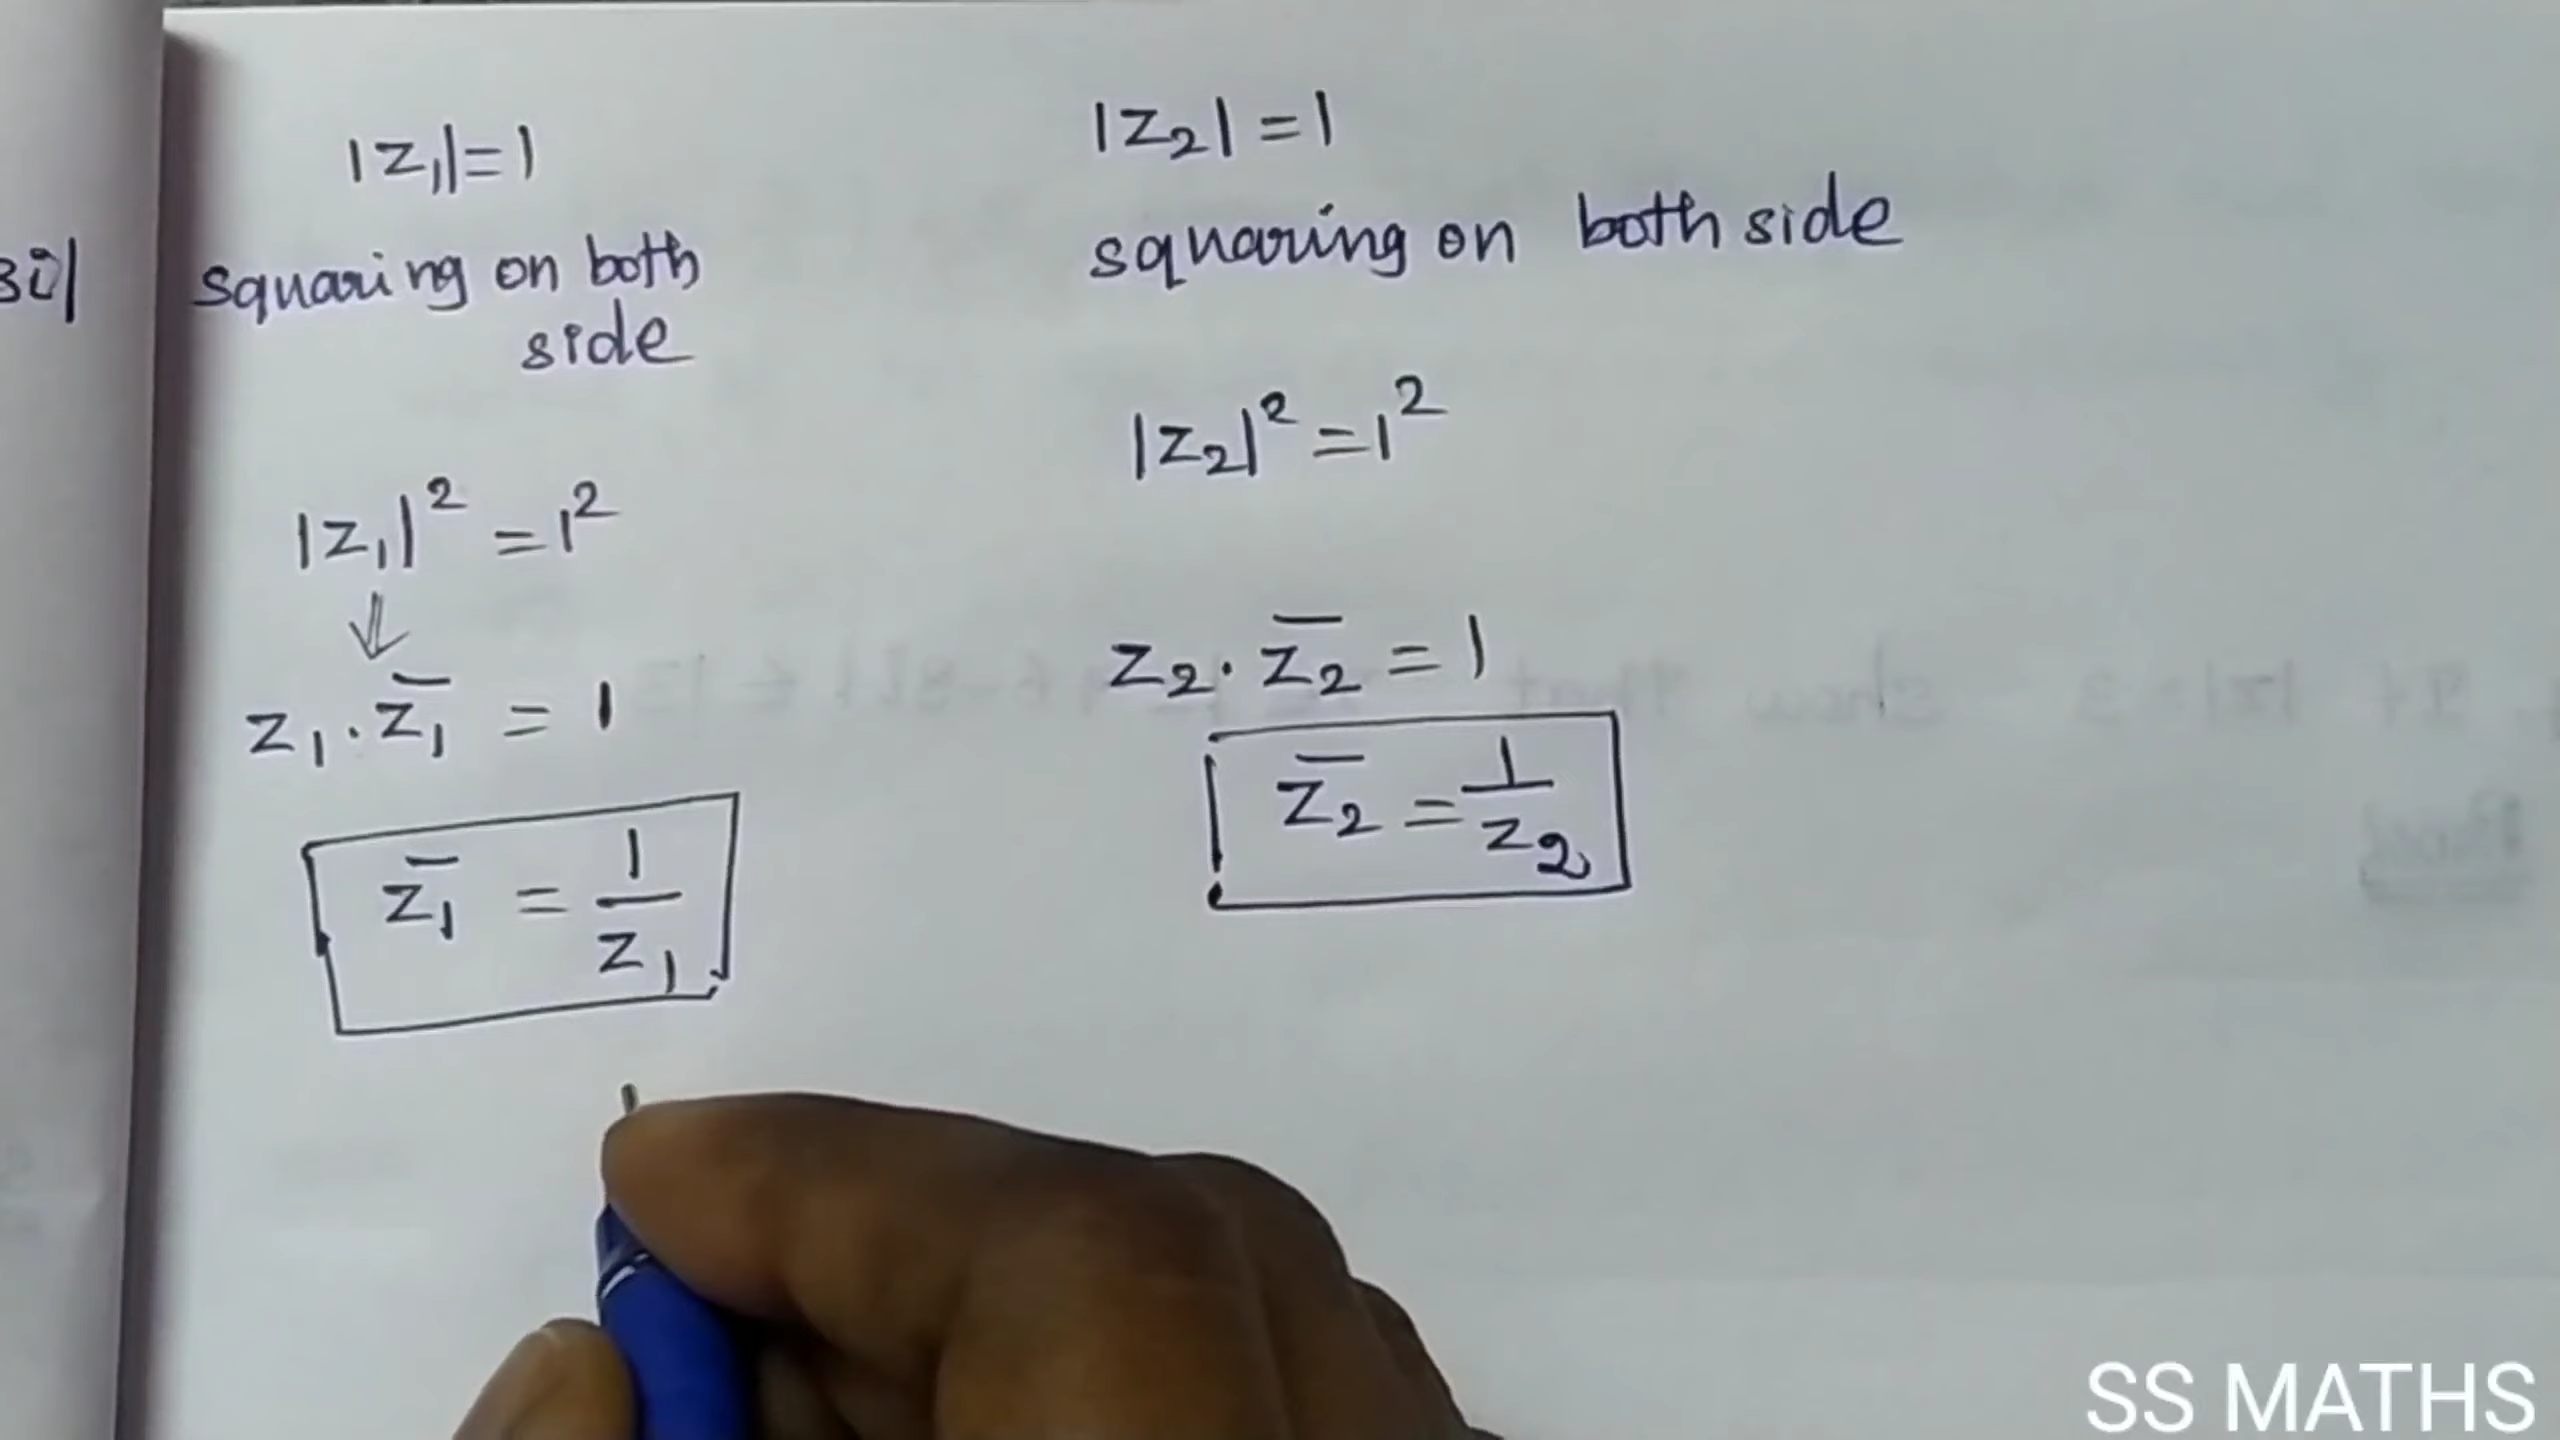 |z₁|=1
squaring on both
side
|z₁|² = 1²
z₁ . z̅₁ = 1
z̅₁ = 1/z₁
|z₂| = 1
squaring on both side
|z₂|² = 1²
z₂ . z̅₂ = 1
z̅₂ = 1/z₂
SS MATHS